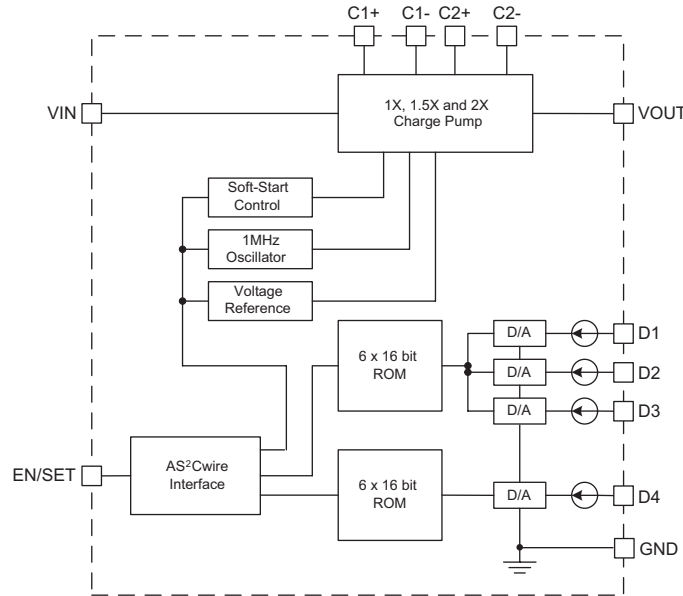 C1+ C1- C2+ C2-
VIN
1X, 1.5X and 2X
Charge Pump
VOUT
Soft-Start
Control
1MHz
Oscillator
Voltage
Reference
6 x 16 bit
ROM
D/A
D1
D/A
D2
D/A
D3
EN/SET
AS²Cwire
Interface
6 x 16 bit
ROM
D/A
D4
GND